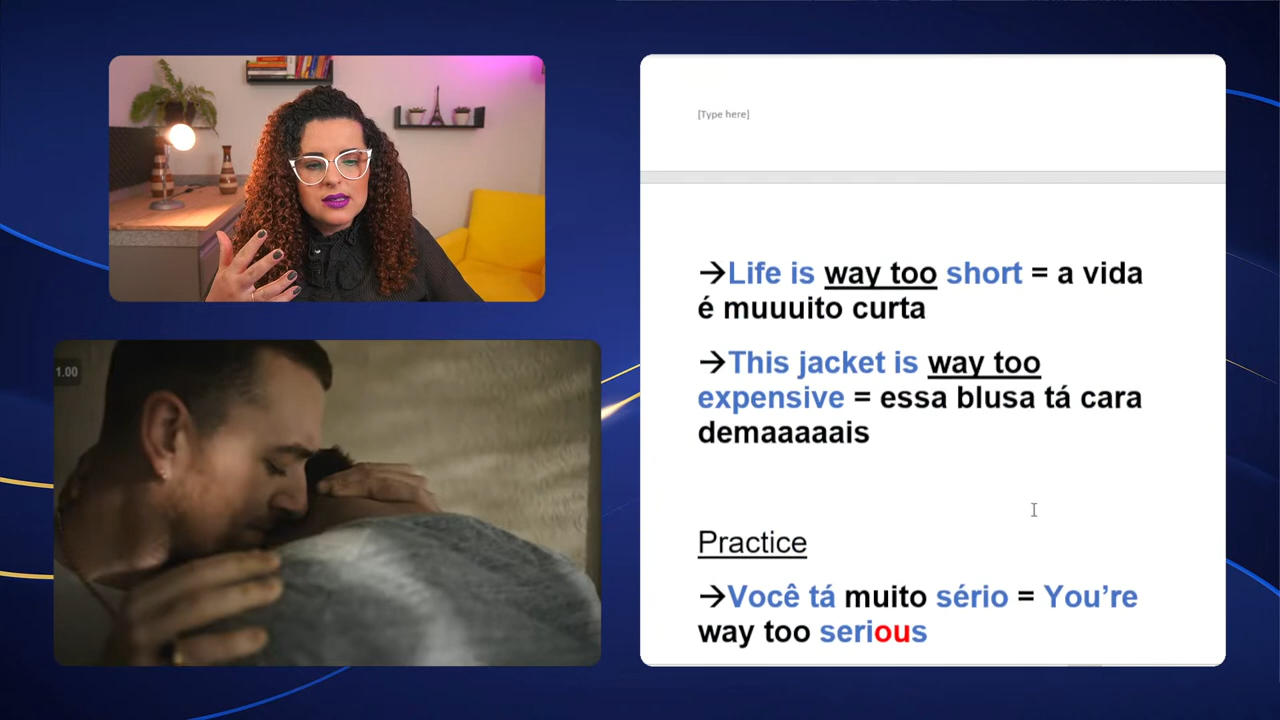 [Type here]
→Life is way too short = a vida
é muuuito curta
→This jacket is way too
expensive = essa blusa tá cara
demaaaaais
1.00
Practice
→Você tá muito sério = You’re
way too serious